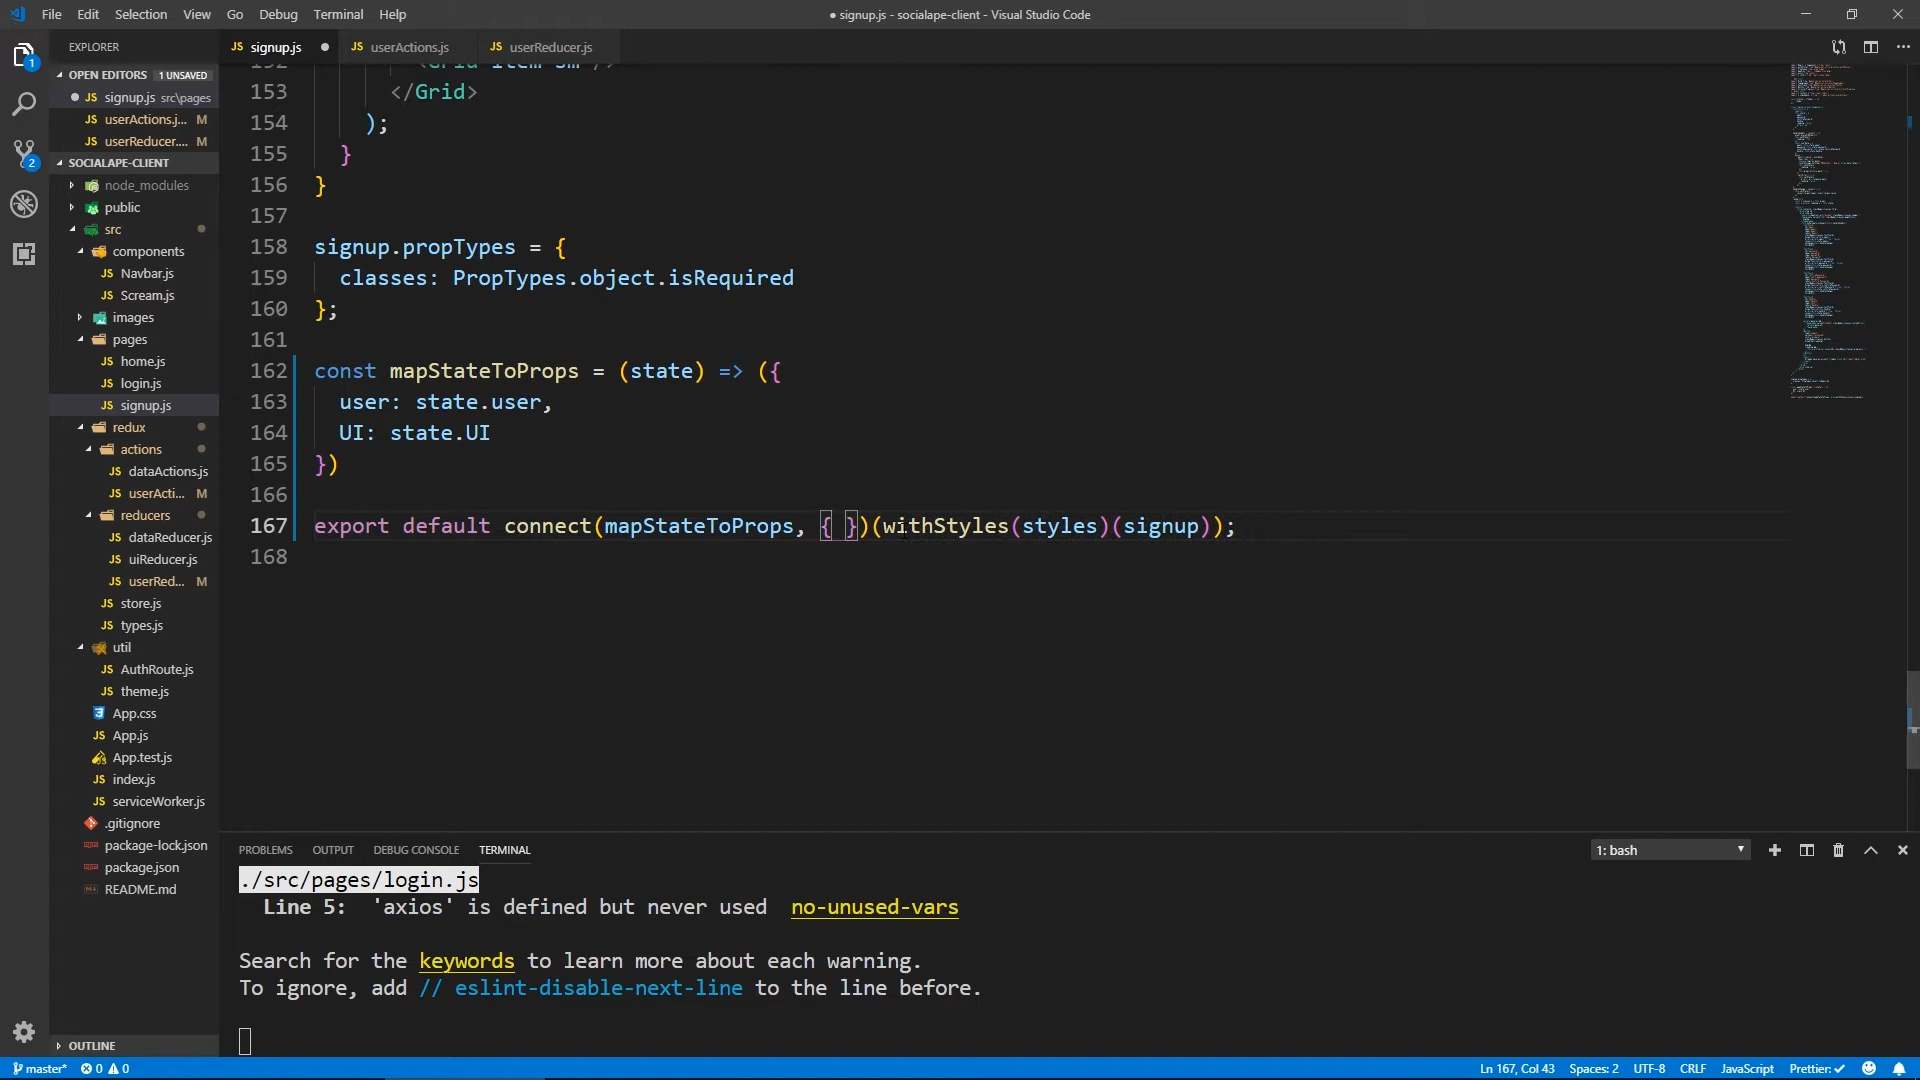 File Edit Selection View Go Debug Terminal Help
● signup.js - socialape-client - Visual Studio Code
EXPLORER
JS signup.js ●
JS userActions.js
JS userReducer.js
OPEN EDITORS 1 UNSAVED
● JS signup.js src\pages
JS userActions.j... M
JS userReducer.... M
SOCIALAPE-CLIENT
node_modules
public
src
components
JS Navbar.js
JS Scream.js
images
pages
JS home.js
JS login.js
JS signup.js
redux
actions
JS dataActions.js
JS userActi... M
reducers
JS dataReducer.js
JS uiReducer.js
JS userRed... M
JS store.js
JS types.js
util
JS AuthRoute.js
JS theme.js
App.css
JS App.js
App.test.js
JS index.js
JS serviceWorker.js
.gitignore
package-lock.json
package.json
README.md
OUTLINE
1
2
152 <Grid item sm />
153 </Grid>
154 );
155 }
156 }
157
158 signup.propTypes = {
159 classes: PropTypes.object.isRequired
160 };
161
162 const mapStateToProps = (state) => ({
163 user: state.user,
164 UI: state.UI
165 })
166
167 export default connect(mapStateToProps, { })(withStyles(styles)(signup));
168
PROBLEMS OUTPUT DEBUG CONSOLE TERMINAL
1: bash
./src/pages/login.js
Line 5: 'axios' is defined but never used no-unused-vars
Search for the keywords to learn more about each warning.
To ignore, add // eslint-disable-next-line to the line before.
master* 0 0
Ln 167, Col 43 Spaces: 2 UTF-8 CRLF JavaScript Prettier: ✓